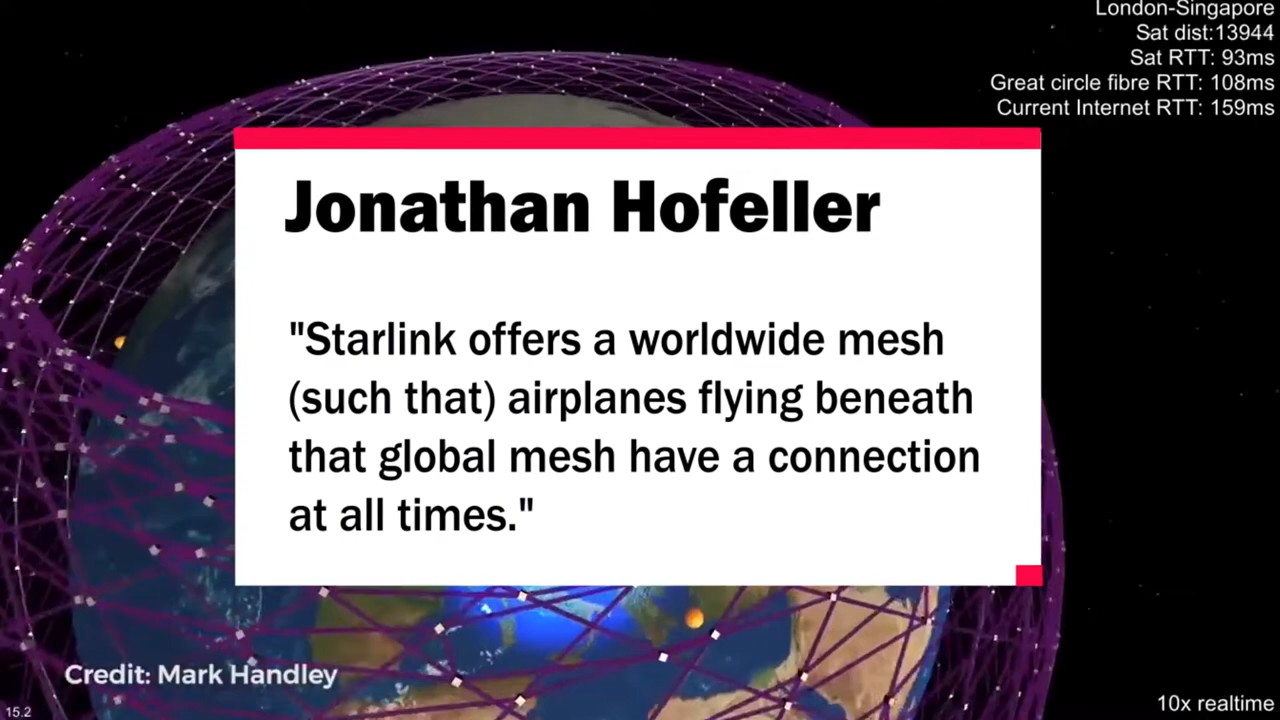 London-Singapore
Sat dist:13944
Sat RTT: 93ms
Great circle fibre RTT: 108ms
Current Internet RTT: 159ms
Jonathan Hofeller
"Starlink offers a worldwide mesh
(such that) airplanes flying beneath
that global mesh have a connection
at all times."
Credit: Mark Handley
15.2
10x realtime